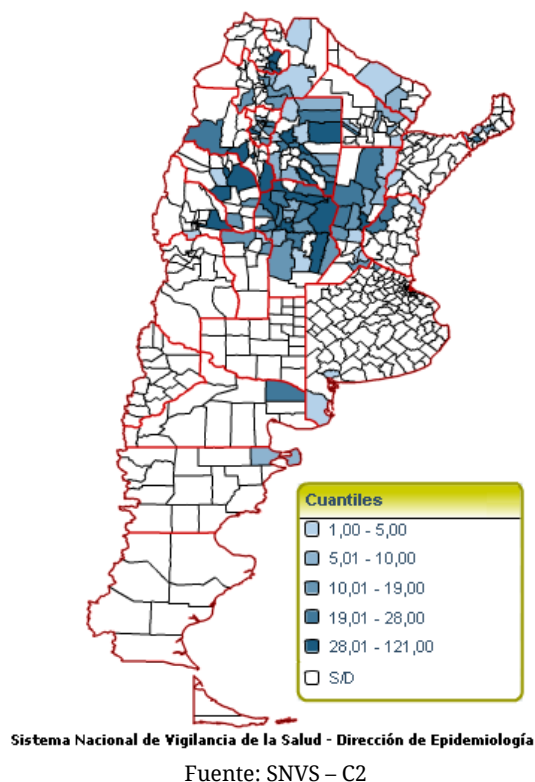 Cuantiles
1,00 - 5,00
5,01 - 10,00
10,01 - 19,00
19,01 - 28,00
28,01 - 121,00
S/D
Sistema Nacional de Vigilancia de la Salud - Dirección de Epidemiología
Fuente: SNVS – C2